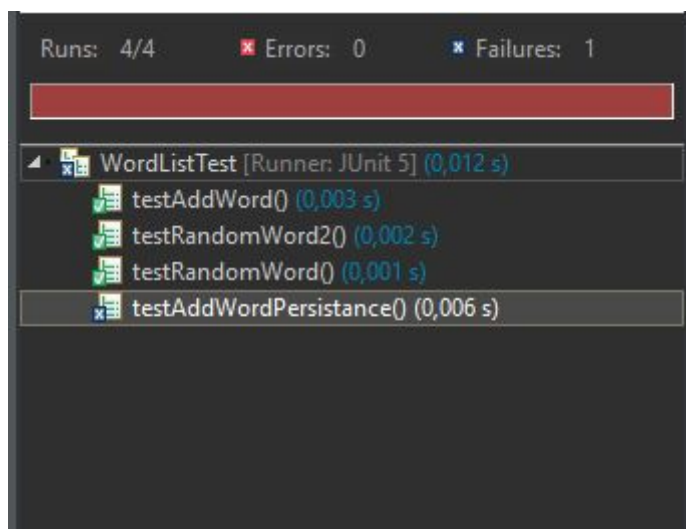 Runs: 4/4 Errors: 0 Failures: 1
WordListTest [Runner: JUnit 5] (0,012 s)
testAddWord() (0,003 s)
testRandomWord2() (0,002 s)
testRandomWord() (0,001 s)
testAddWordPersistance() (0,006 s)